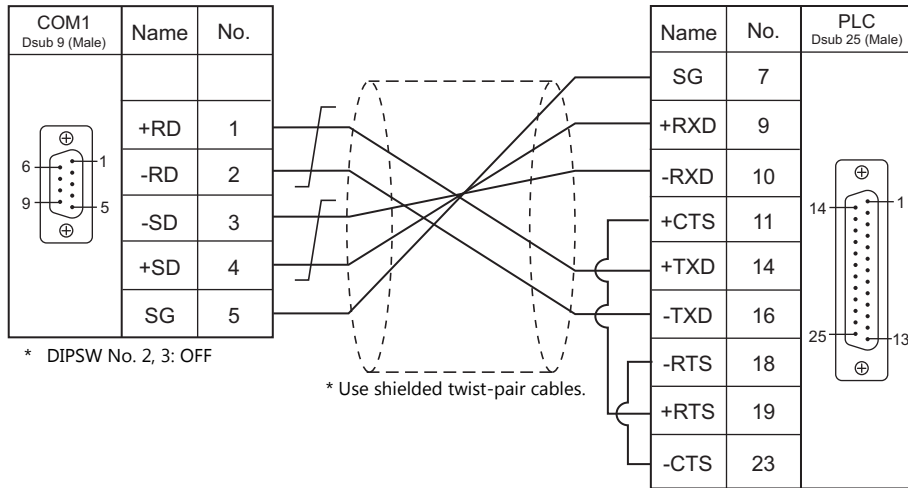 COM1
Dsub 9 (Male)
Name No.
+RD 1
-RD 2
-SD 3
+SD 4
SG 5
6
1
9
5
* DIPSW No. 2, 3: OFF
* Use shielded twist-pair cables.
Name No.
PLC
Dsub 25 (Male)
SG 7
+RXD 9
-RXD 10
+CTS 11
+TXD 14
-TXD 16
-RTS 18
+RTS 19
-CTS 23
14
1
25
13